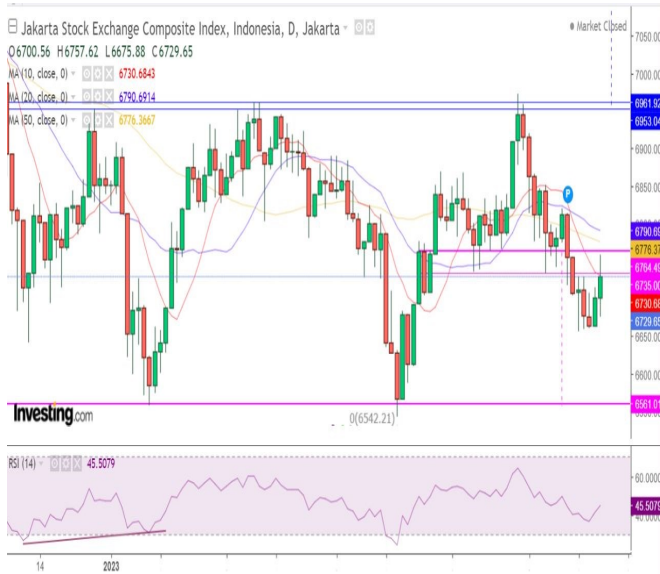 Jakarta Stock Exchange Composite Index, Indonesia, D, Jakarta
Market Closed
O6700.56 H6757.62 L6675.88 C6729.65
MA (10, close, 0) 6730.6843
MA (20, close, 0) 6790.6914
MA (50, close, 0) 6776.3667
7050.00
7000.00
6961.92
6953.04
6900.00
6850.00
P
6790.69
6776.37
6764.49
6735.00
6730.68
6729.65
6650.00
6600.00
6561.01
Investing.com
0(6542.21)
RSI (14) 45.5079
60.0000
45.5079
40.0000
14
2023